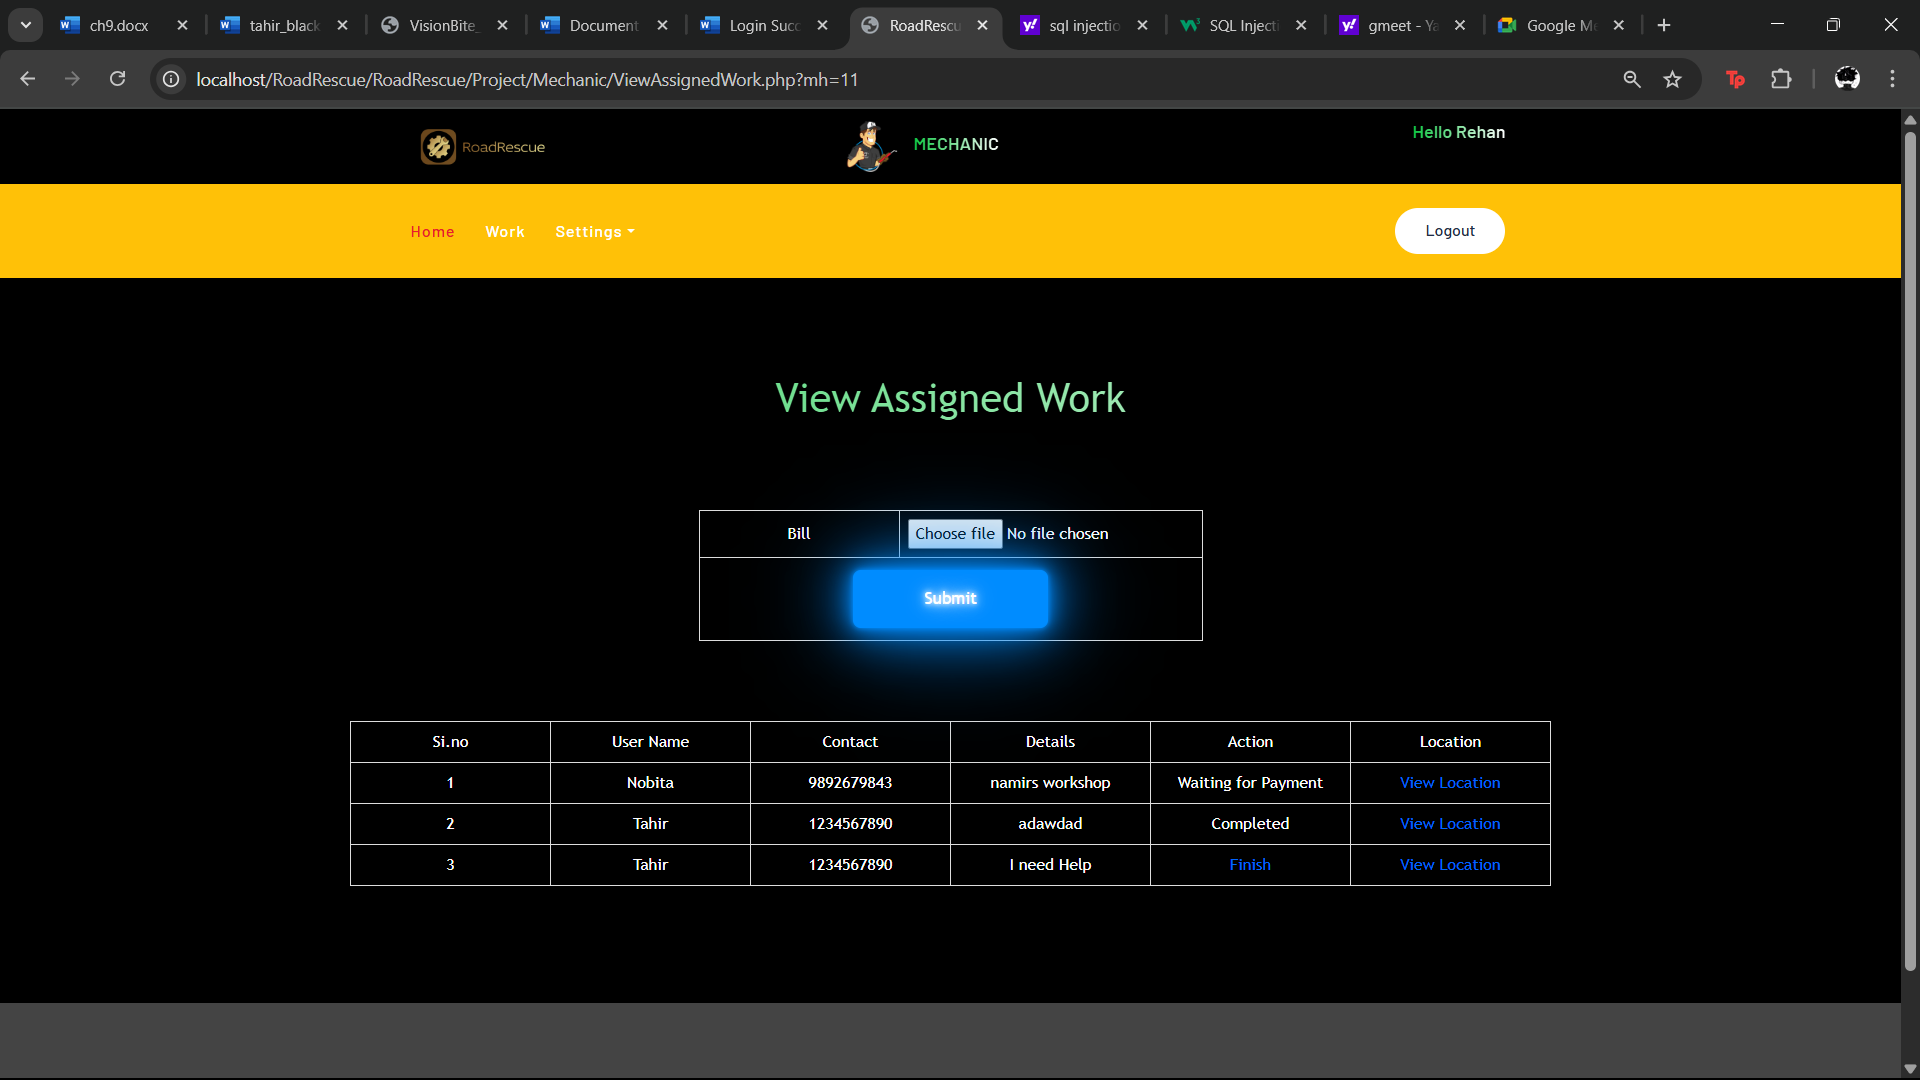 ch9.docx
tahir_black
VisionBite_
Document
Login Succ
RoadRescu
sql injectio
SQL Injecti
gmeet - Ya
Google Me
localhost/RoadRescue/RoadRescue/Project/Mechanic/ViewAssignedWork.php?mh=11
RoadRescue
MECHANIC
Hello Rehan
Home Work Settings
Logout
View Assigned Work
Bill Choose file No file chosen
Submit
Si.no User Name Contact Details Action Location
1 Nobita 9892679843 namirs workshop Waiting for Payment View Location
2 Tahir 1234567890 adawdad Completed View Location
3 Tahir 1234567890 I need Help Finish View Location